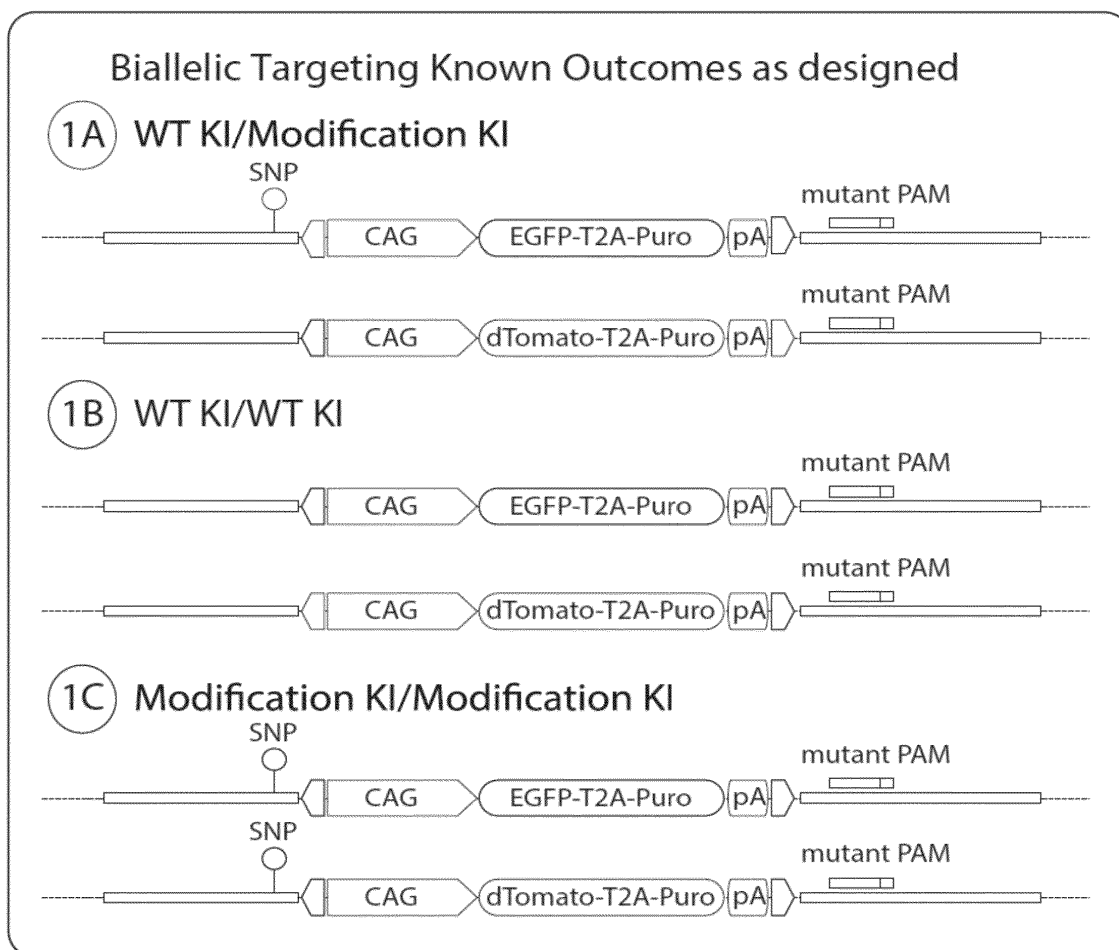 Biallelic Targeting Known Outcomes as designed
1A WT KI/Modification KI
SNP
mutant PAM
CAG EGFP-T2A-Puro pA
mutant PAM
CAG dTomato-T2A-Puro pA
1B WT KI/WT KI
mutant PAM
CAG EGFP-T2A-Puro pA
mutant PAM
CAG dTomato-T2A-Puro pA
1C Modification KI/Modification KI
SNP
mutant PAM
CAG EGFP-T2A-Puro pA
SNP
mutant PAM
CAG dTomato-T2A-Puro pA